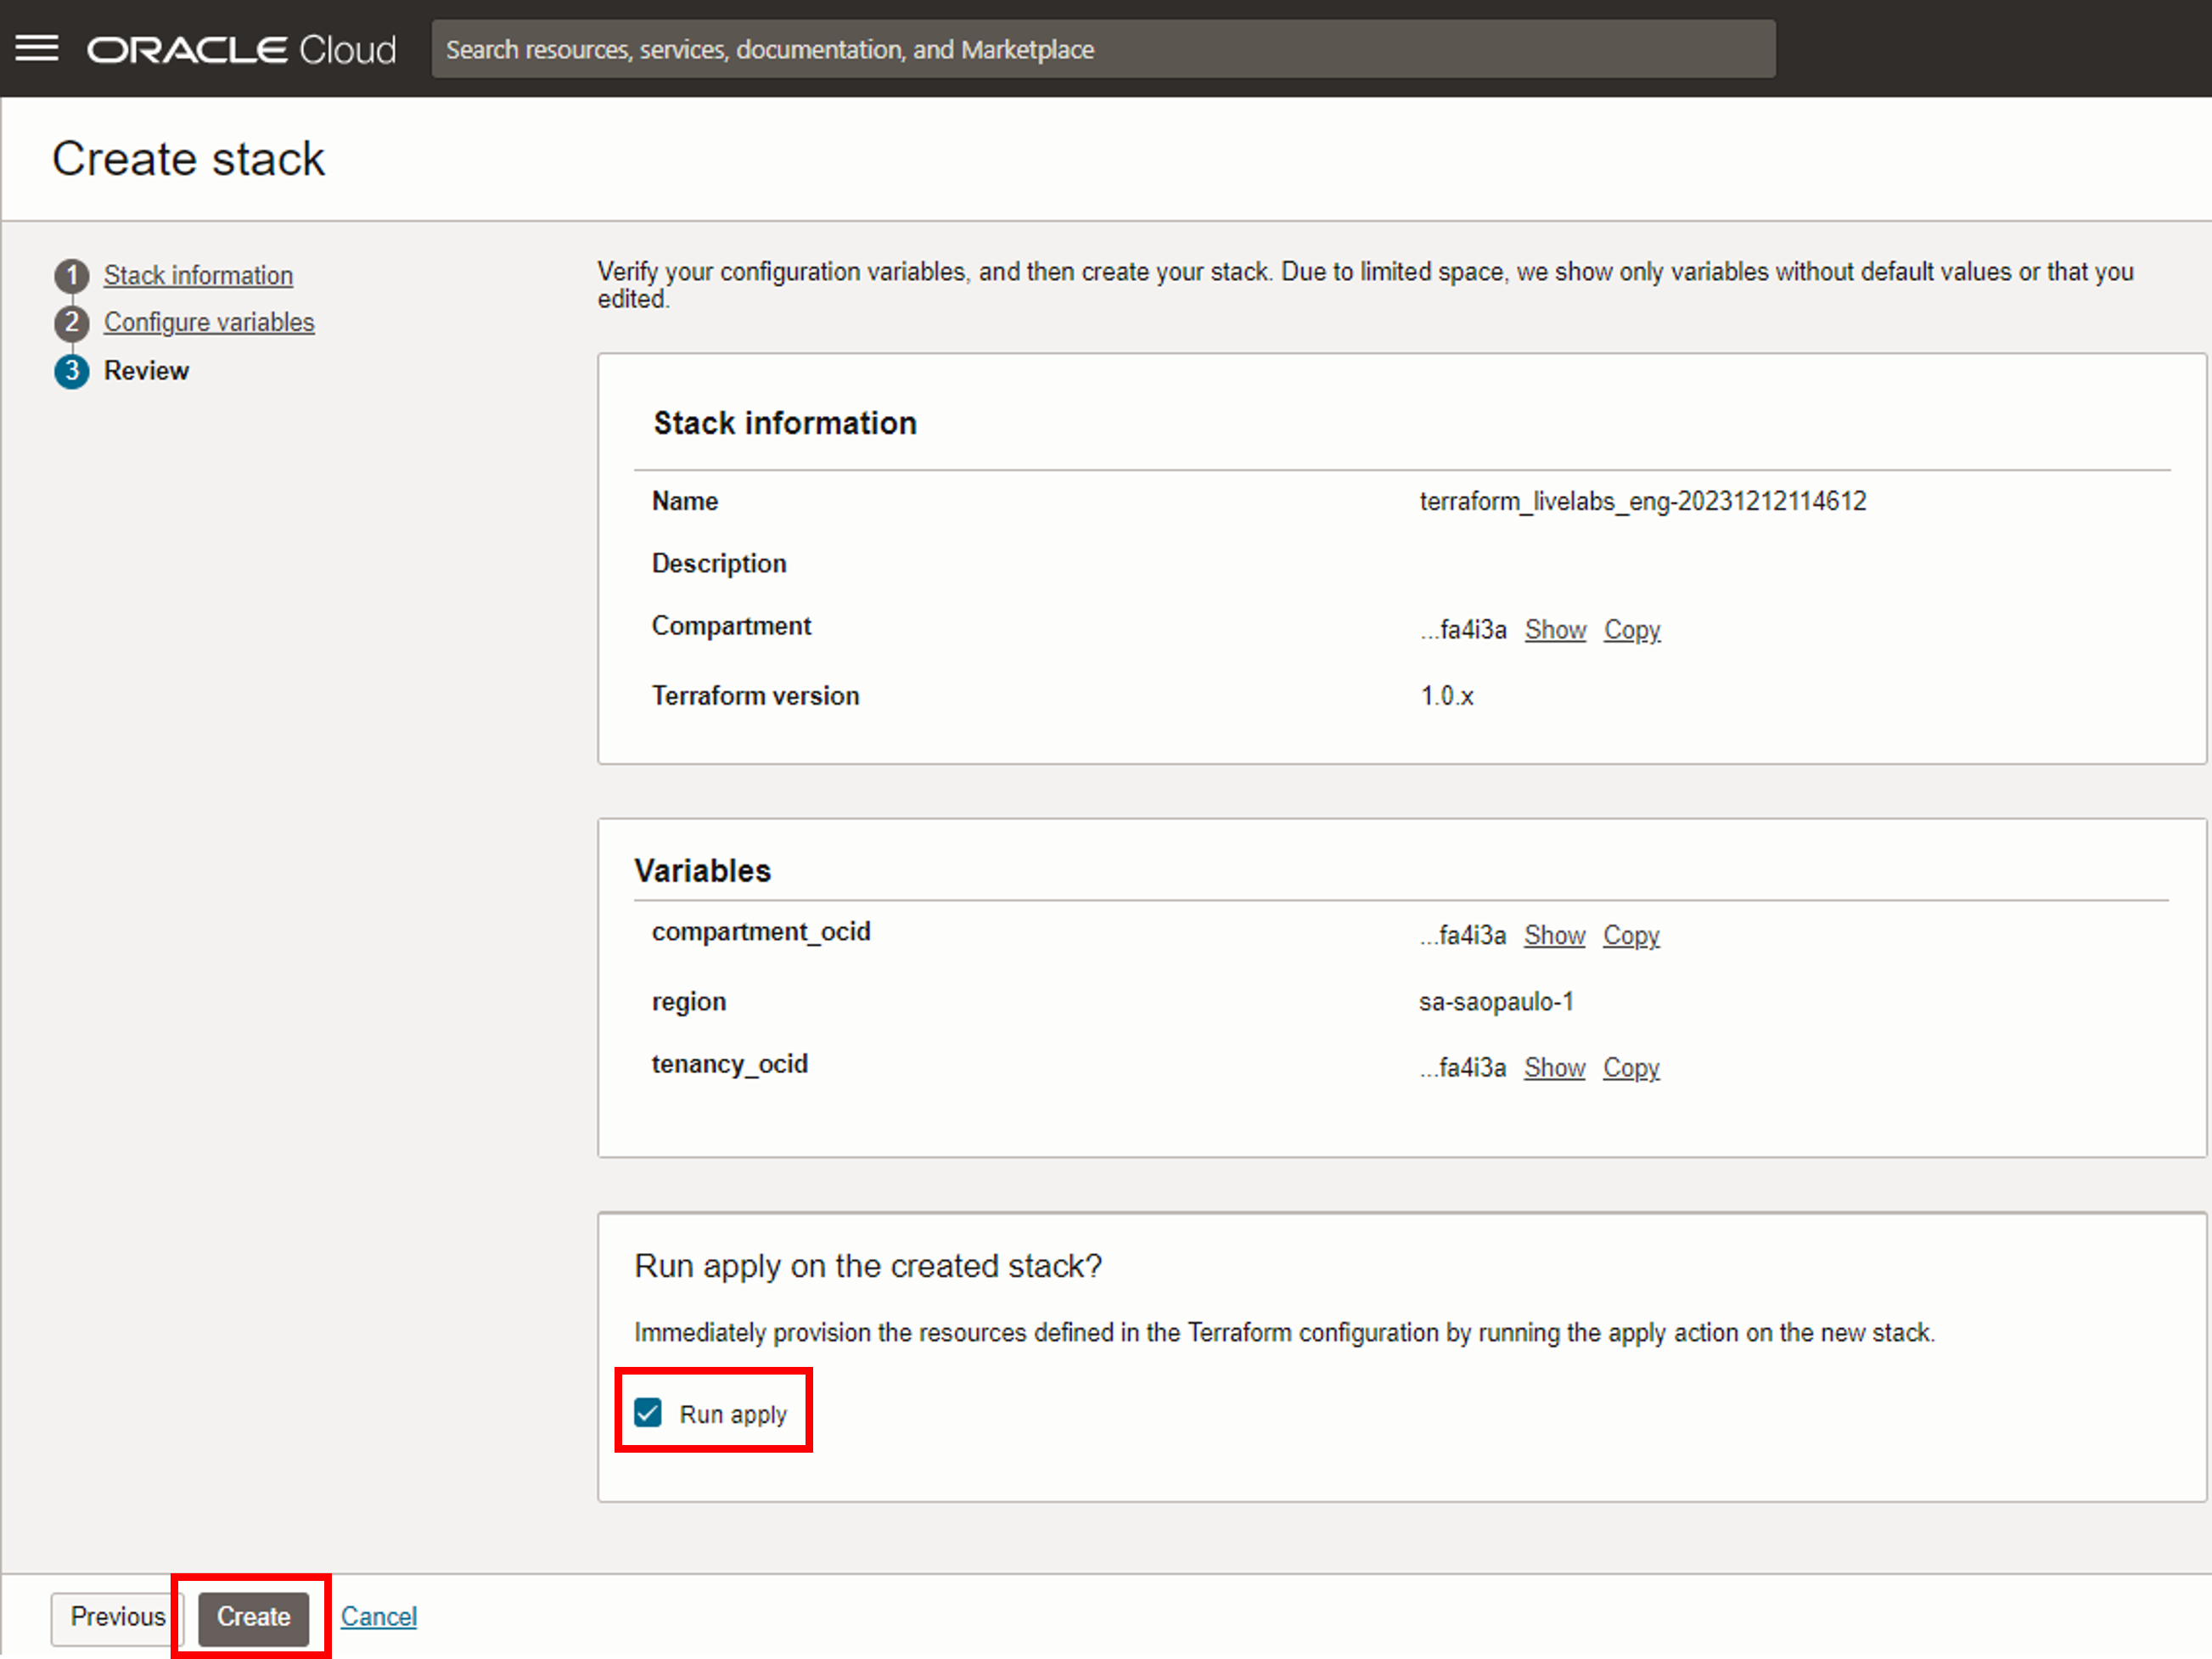 ORACLE Cloud
Search resources, services, documentation, and Marketplace
Create stack
1 Stack information
2 Configure variables
3 Review
Verify your configuration variables, and then create your stack. Due to limited space, we show only variables without default values or that you
edited.
Stack information
Name terraform_livelabs_eng-20231212114612
Description
Compartment ...fa4i3a Show Copy
Terraform version 1.0.x
Variables
compartment_ocid ...fa4i3a Show Copy
region sa-saopaulo-1
tenancy_ocid ...fa4i3a Show Copy
Run apply on the created stack?
Immediately provision the resources defined in the Terraform configuration by running the apply action on the new stack.
Run apply
Previous Create Cancel